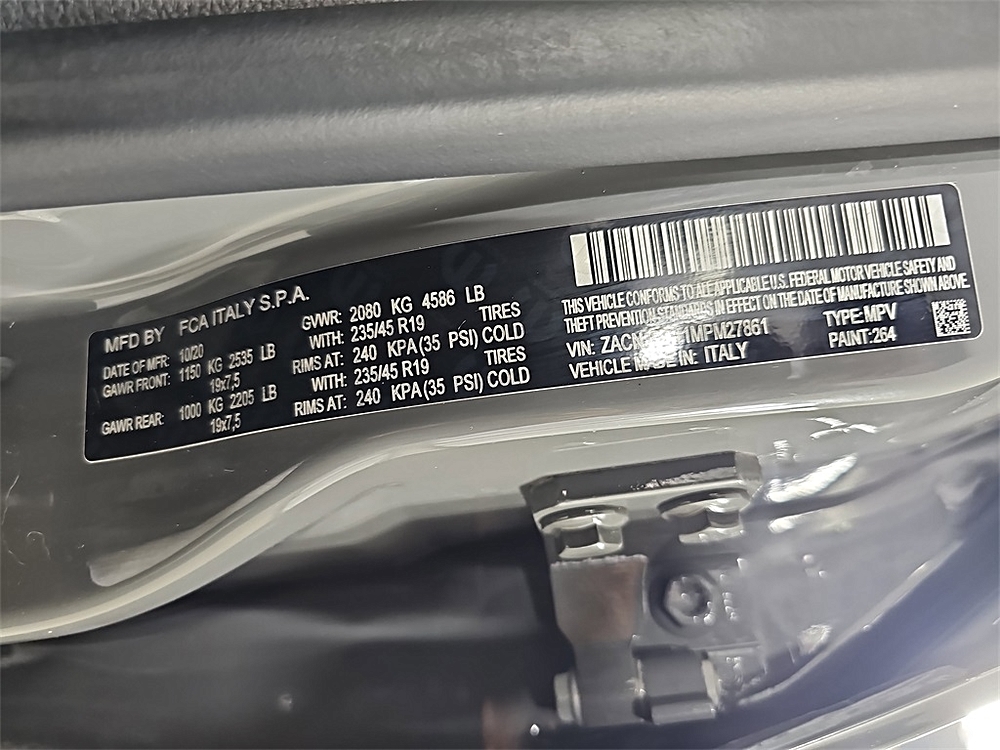 MFD BY FCA ITALY S.P.A.
DATE OF MFR: 10/20 GVWR: 2080 KG 4586 LB
GAWR FRONT: 1150 KG 2535 LB WITH: 235/45 R19 TIRES
19x7,5 RIMS AT: 240 KPA(35 PSI) COLD
GAWR REAR: 1000 KG 2205 LB WITH: 235/45 R19 TIRES
19x7,5 RIMS AT: 240 KPA(35 PSI) COLD
THIS VEHICLE CONFORMS TO ALL APPLICABLE U.S. FEDERAL MOTOR VEHICLE SAFETY AND
THEFT PREVENTION STANDARDS IN EFFECT ON THE DATE OF MANUFACTURE SHOWN ABOVE.
VIN: 1MPM27861 TYPE: MPV
VEHICLE MADE IN: ITALY PAINT: 264